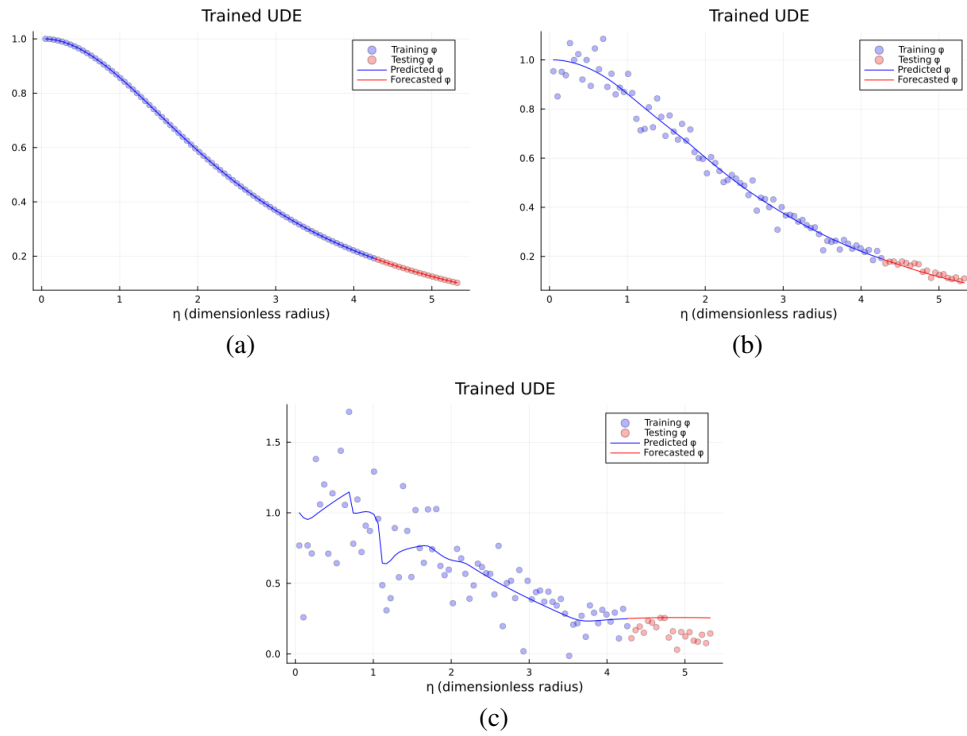 Trained UDE
1.0
0.8
0.6
0.4
0.2
0
1
2
3
4
5
Training φ
Testing φ
Predicted φ
Forecasted φ
η (dimensionless radius)
(a)
Trained UDE
1.0
0.8
0.6
0.4
0.2
0
1
2
3
4
5
Training φ
Testing φ
Predicted φ
Forecasted φ
η (dimensionless radius)
(b)
Trained UDE
1.5
1.0
0.5
0.0
0
1
2
3
4
5
Training φ
Testing φ
Predicted φ
Forecasted φ
η (dimensionless radius)
(c)